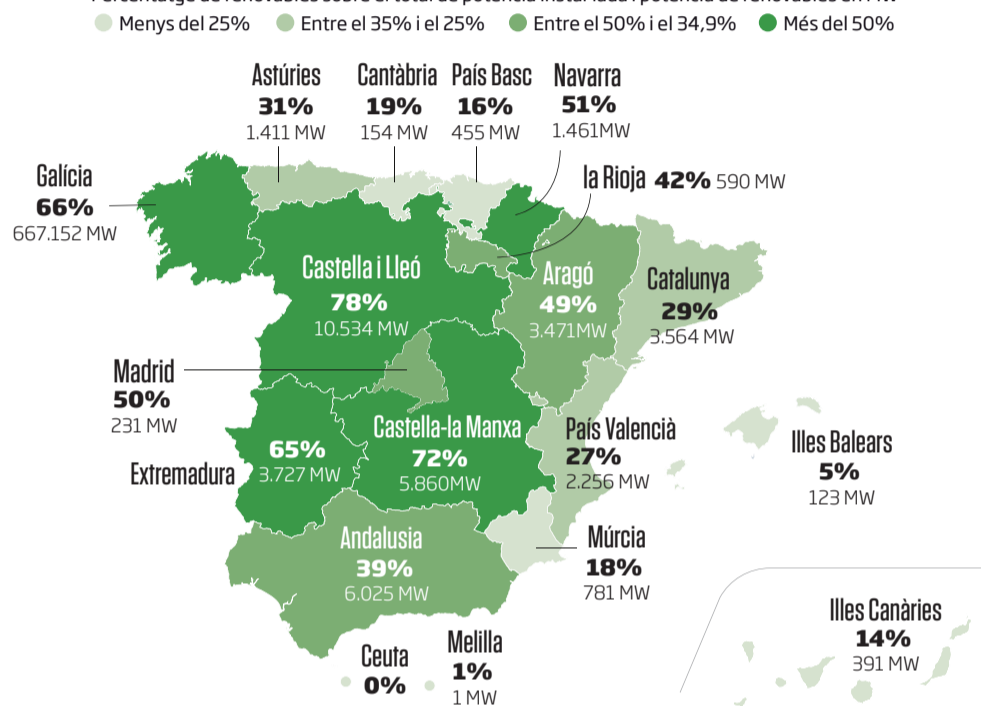 Menys del 25%
Entre el 35% i el 25%
Entre el 50% i el 34,9%
Més del 50%
Astúries
31%
1.411 MW
Cantàbria
19%
154 MW
País Basc
16%
455 MW
Navarra
51%
1.461MW
la Rioja 42% 590 MW
Galícia
66%
667.152 MW
Castella i Lleó
78%
10.534 MW
Aragó
49%
3.471MW
Catalunya
29%
3.564 MW
Madrid
50%
231 MW
Extremadura
65%
3.727 MW
Castella-la Manxa
72%
5.860MW
País Valencià
27%
2.256 MW
Illes Balears
5%
123 MW
Andalusia
39%
6.025 MW
Múrcia
18%
781 MW
Ceuta
0%
Melilla
1%
1 MW
Illes Canàries
14%
391 MW